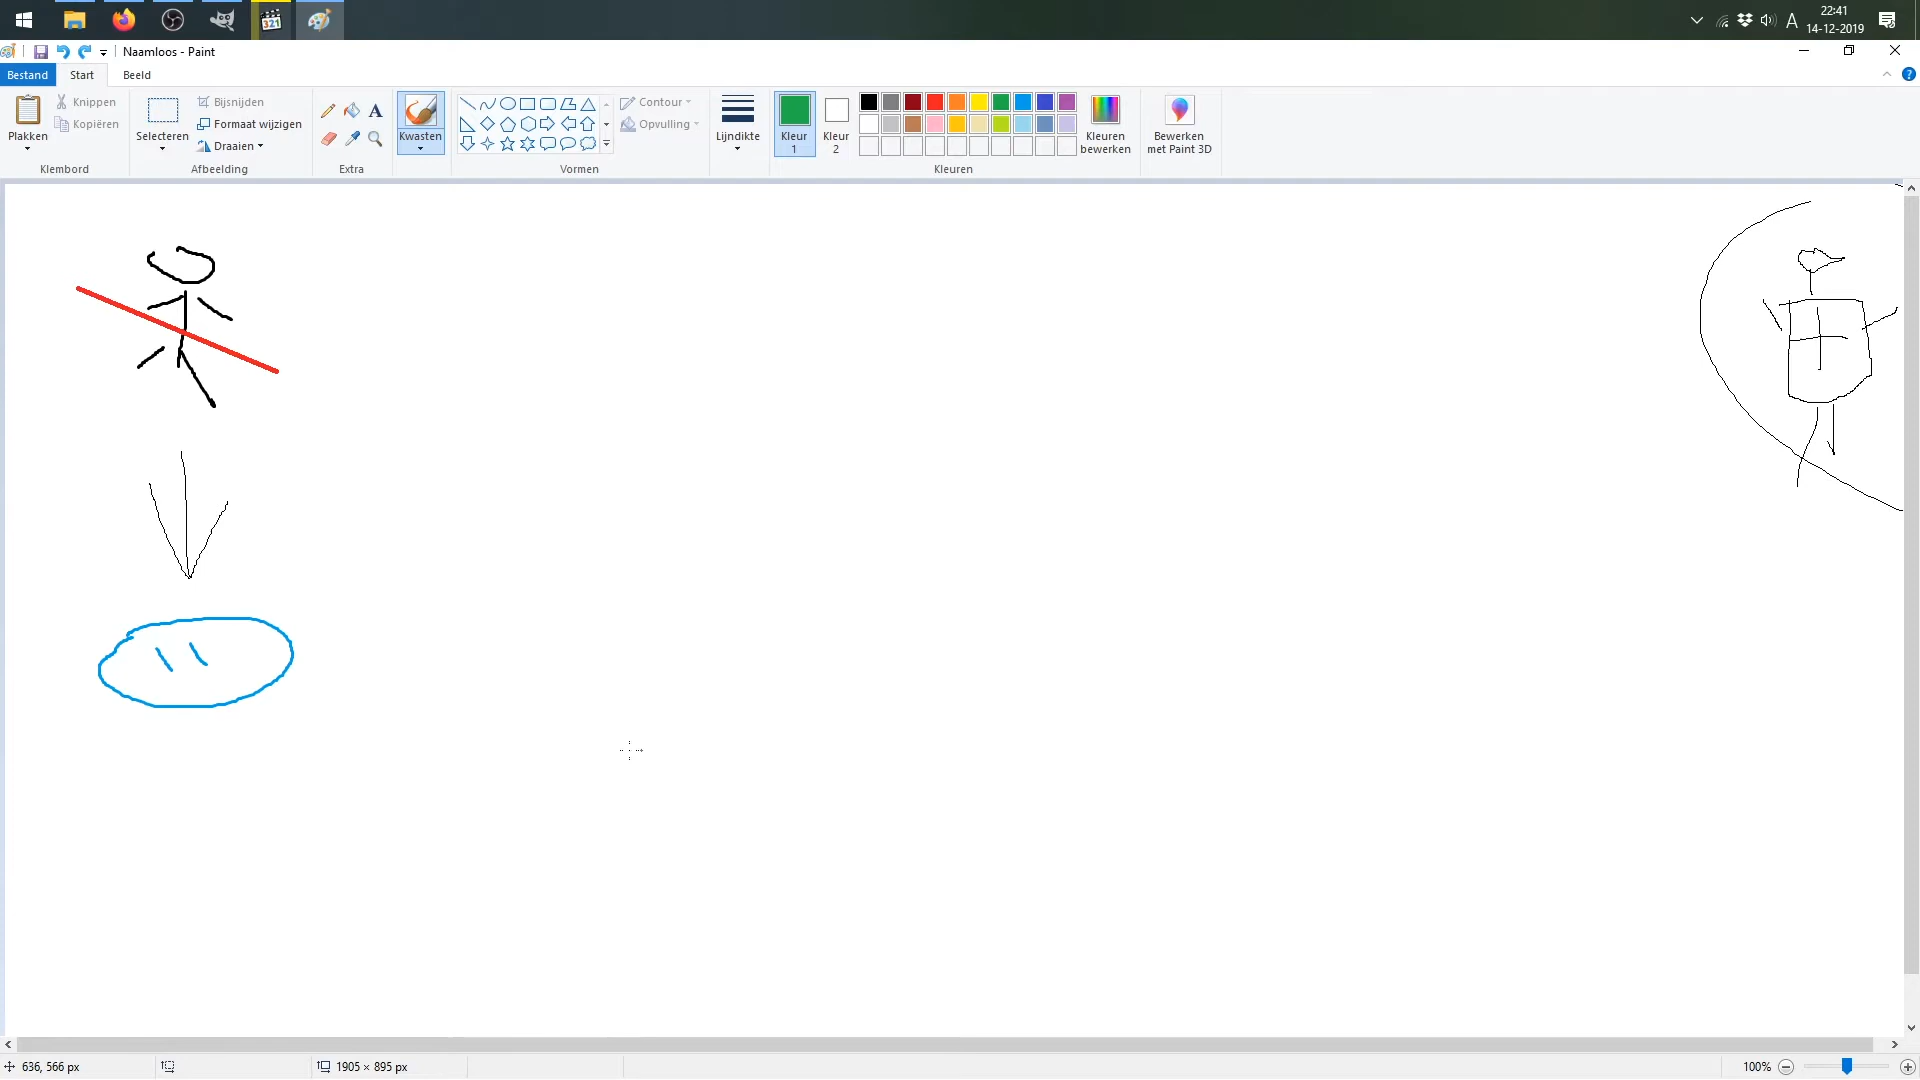 22:41
321
A
14-12-2019
Naamloos - Paint
Bestand Start Beeld
Plakken
Knippen
Kopiëren
Klembord
Selecteren
Bijsnijden
Formaat wijzigen
Draaien
Afbeelding
A
Extra
Kwasten
Contour
Opvulling
Vormen
Lijndikte
Kleur
1
Kleur
2
Kleuren
bewerken
Kleuren
Bewerken
met Paint 3D
636, 566 px
1905 × 895 px
100%